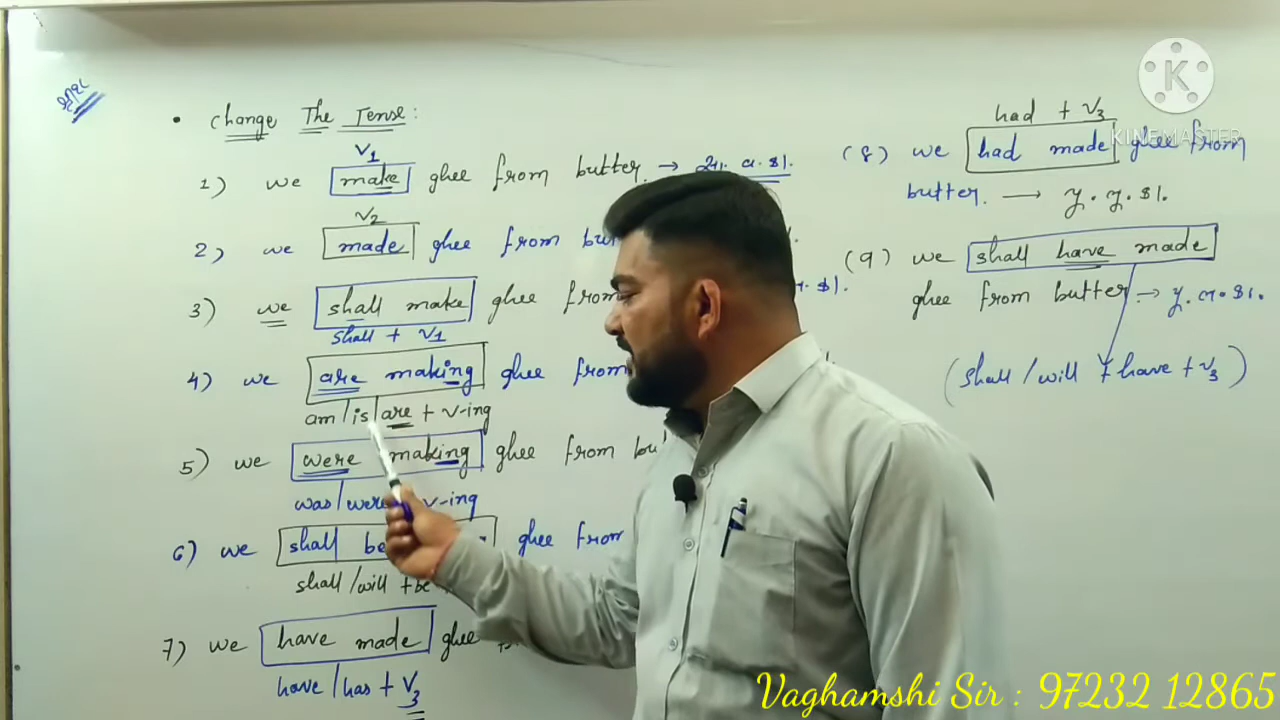 • Change The Tense:
V1
1) we make ghee from butter. → સા. વ. કા.
V2
2) we made ghee from
3) we shall make ghee from કા.
shall + V1
4) we are making ghee from
am/is/are + V-ing
5) we were making ghee from
was/were V-ing
6) we shall be ghee from
shall/will + be
7) we have made ghee
have/has + V3
had + V3
(8) we had made ghee from
butter. → પૂ. ભૂ. કા.
(9) we shall have made
ghee from butter. → પૂ. ભ. કા.
(shall/will + have + V3)
K
KINEMASTER
Vaghamshi Sir : 97232 12865